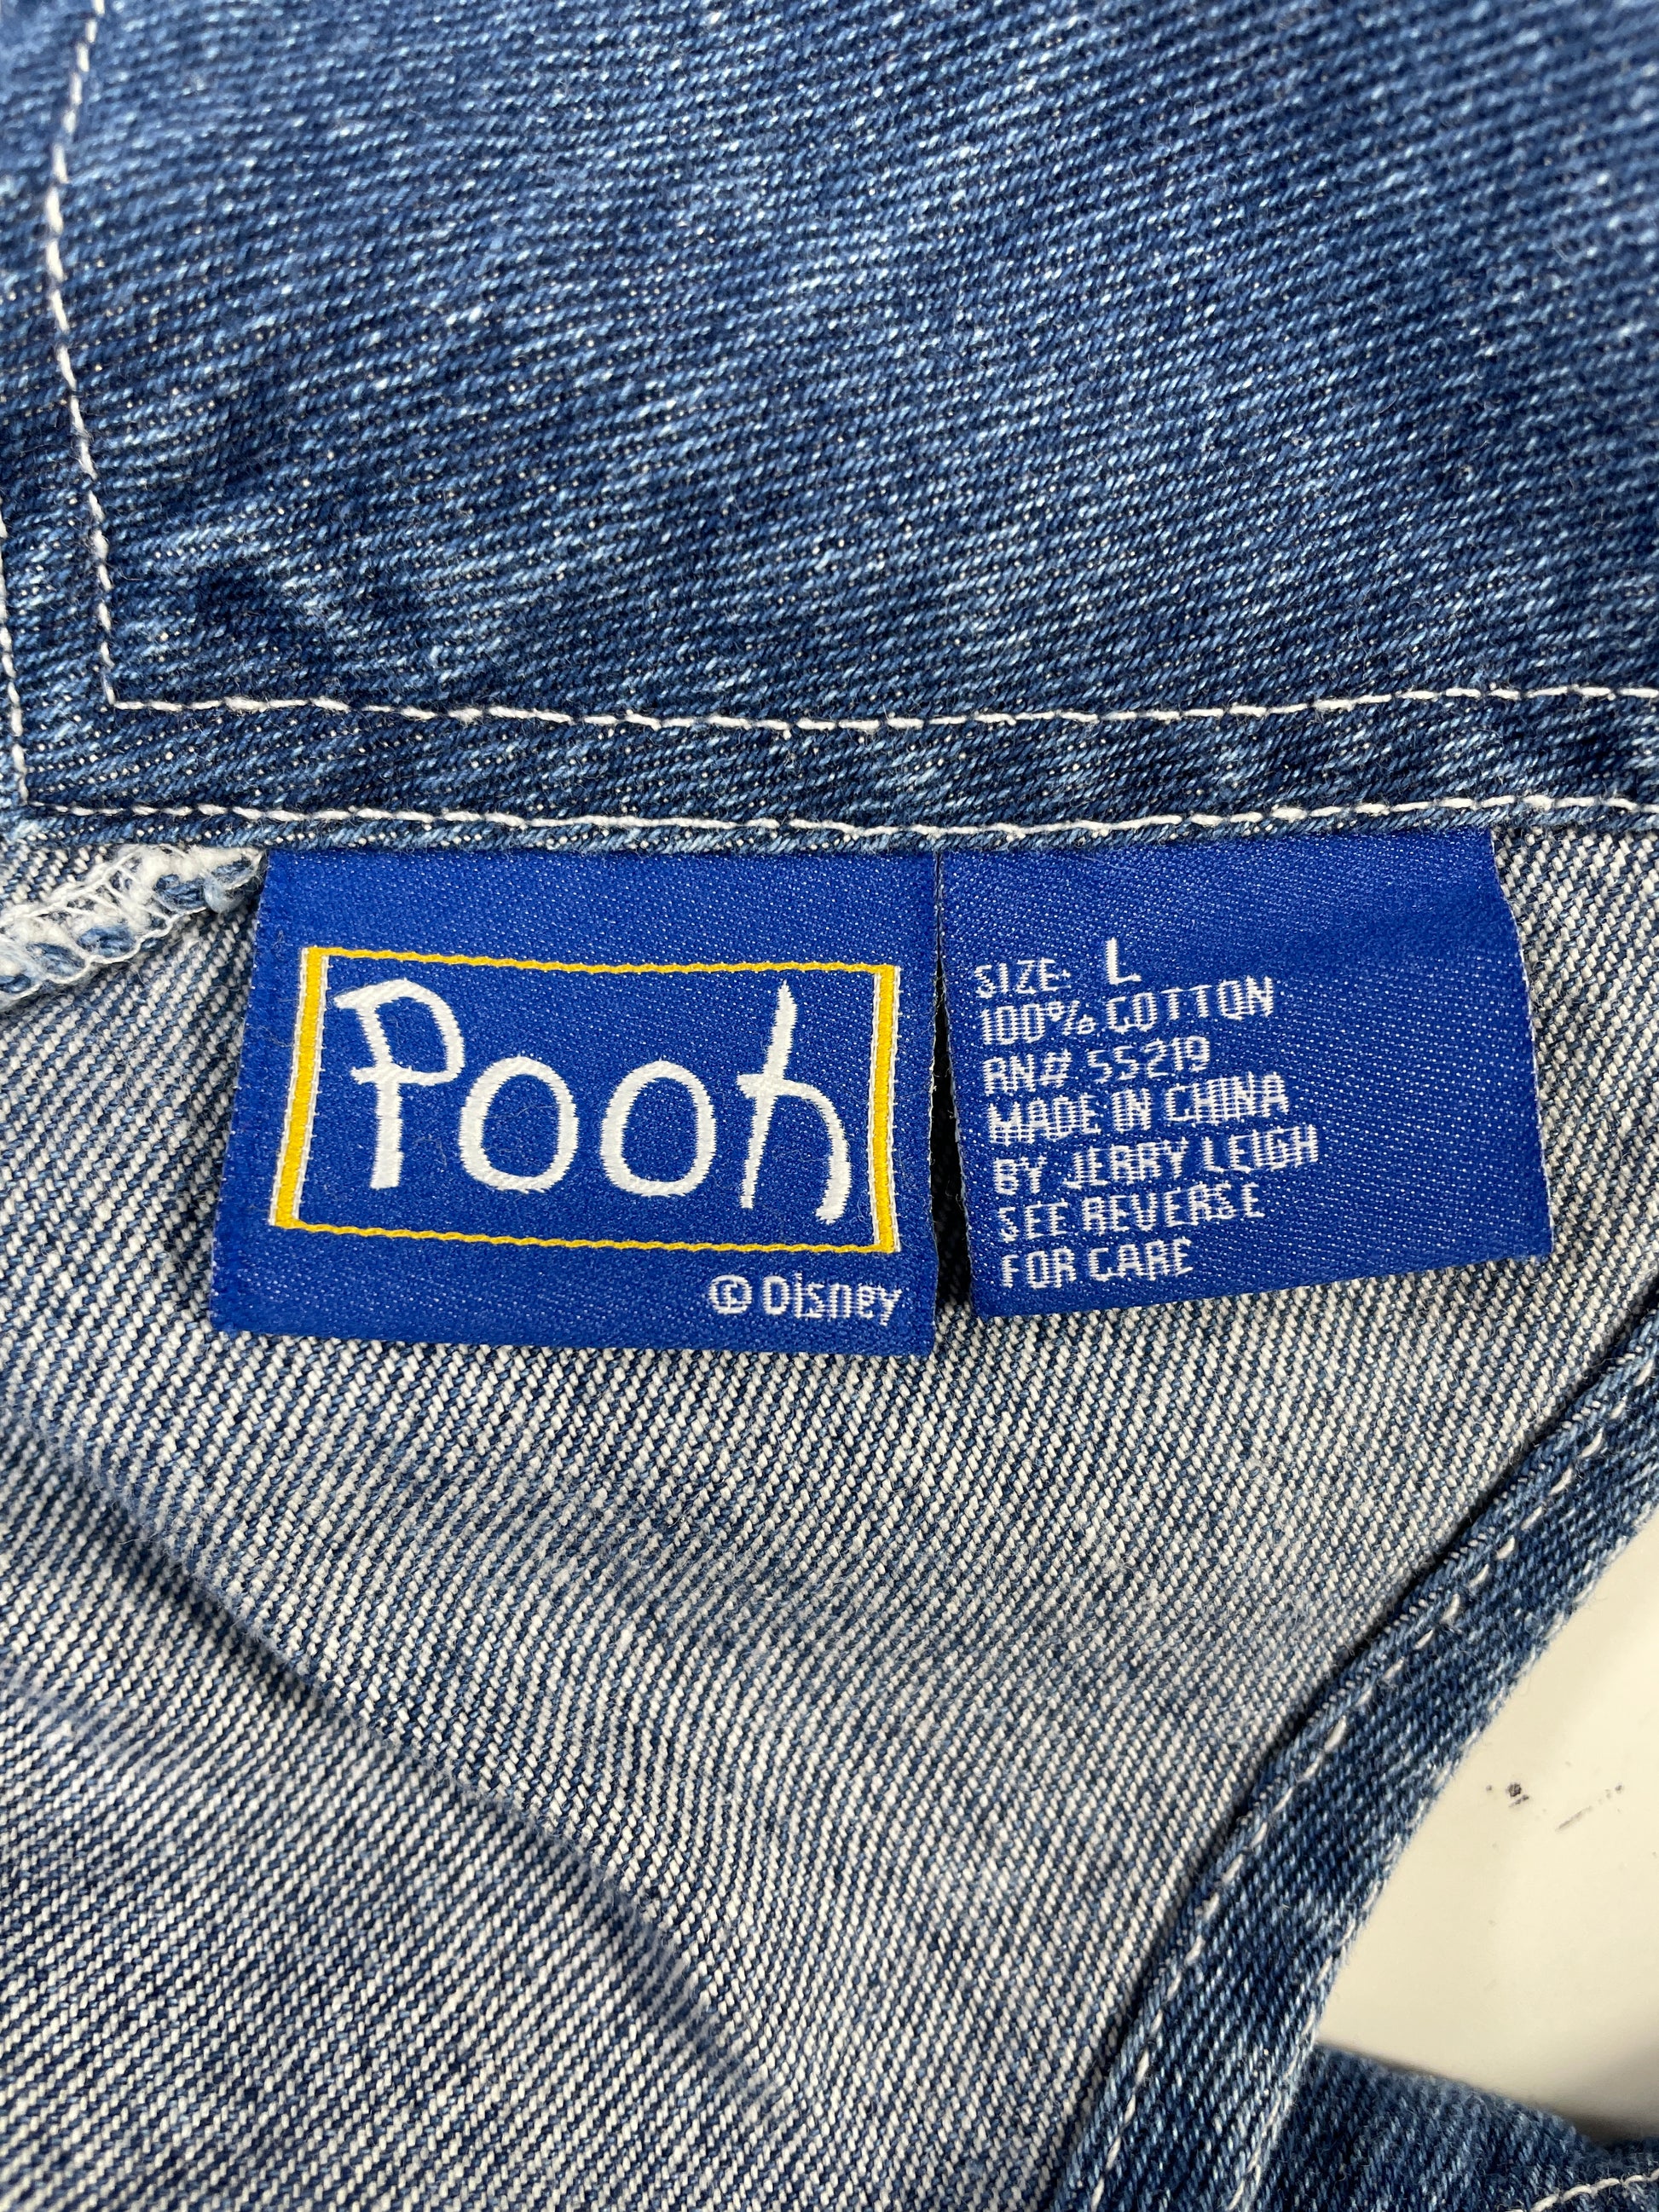 Pooh
© Disney
SIZE: L
100% COTTON
RN# 55219
MADE IN CHINA
BY JERRY LEIGH
SEE REVERSE
FOR CARE